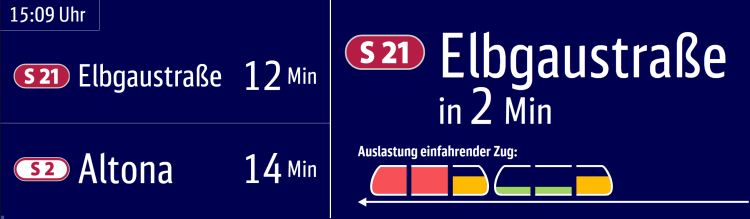 15:09 Uhr
S 21 Elbgaustraße 12 Min
S 2 Altona 14 Min
S 21 Elbgaustraße
in 2 Min
Auslastung einfahrender Zug: